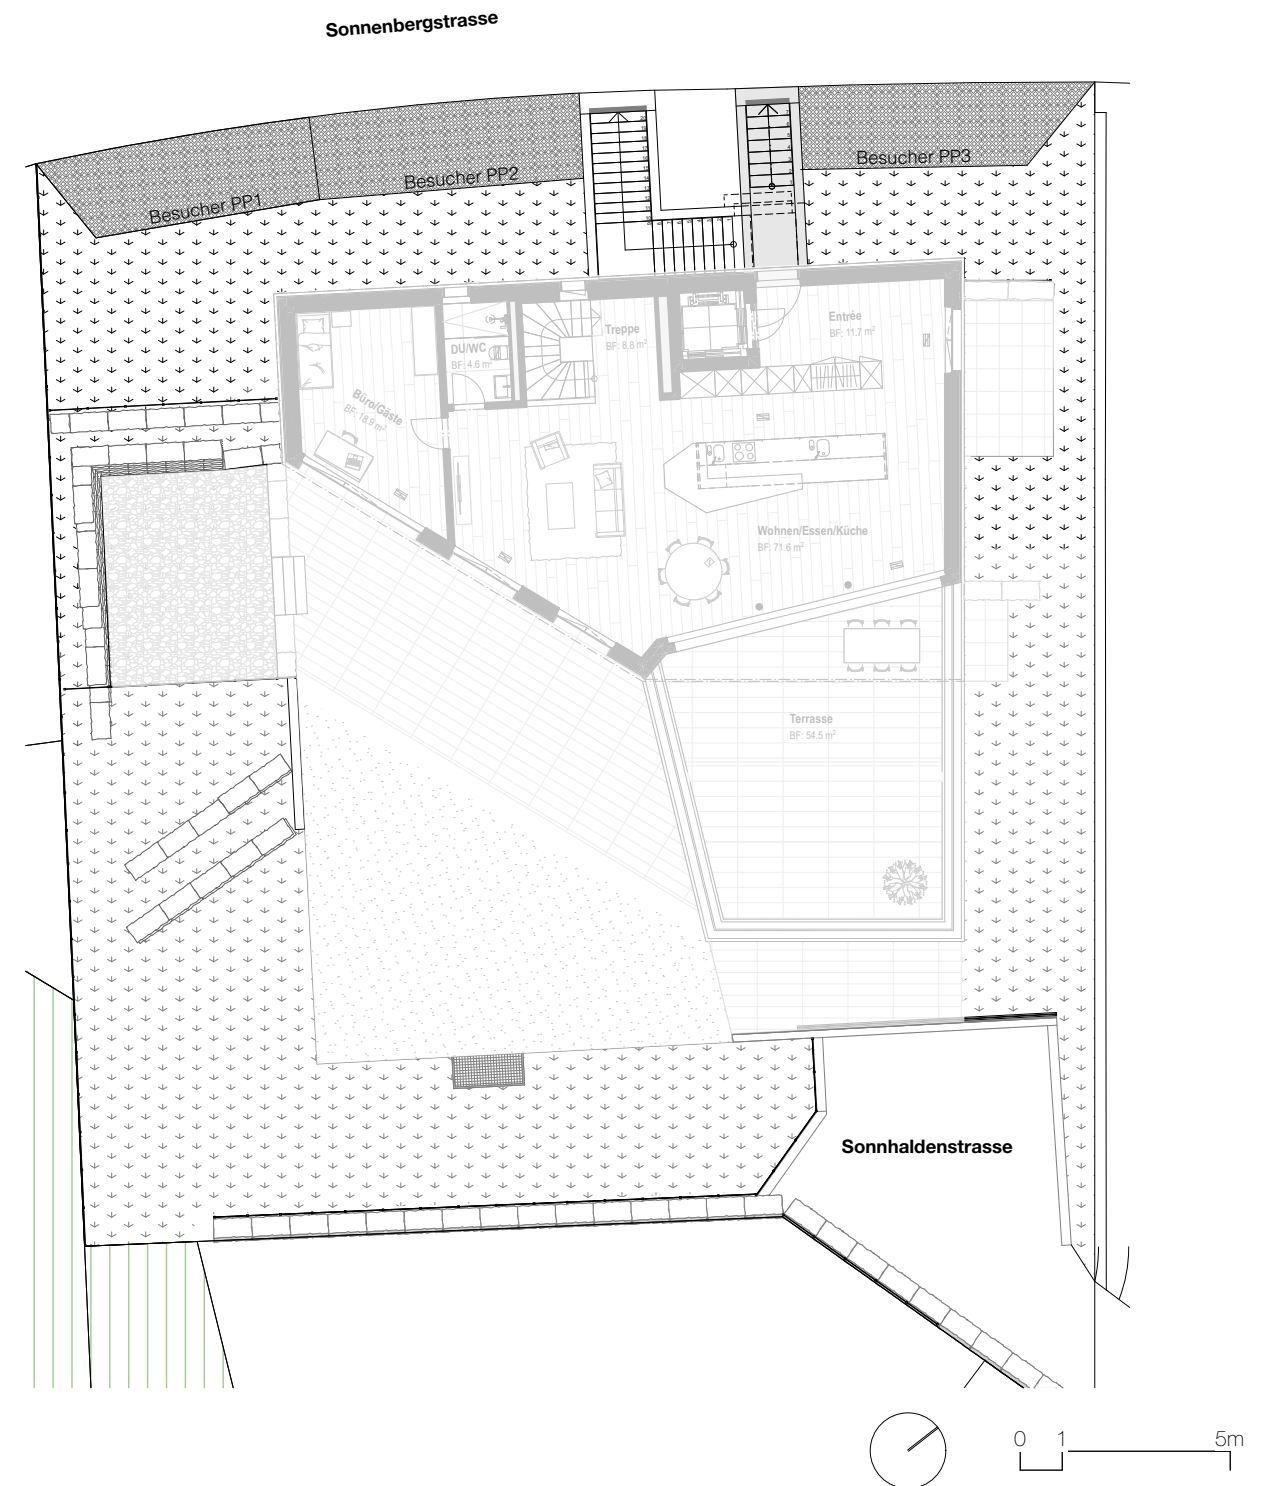 Sonnenbergstrasse
Besucher PP3
Besucher PP2
Besucher PP1
Entrée
BF: 11.7 m²
Treppe
BF: 8.8 m²
DU/WC
BF: 4.6 m²
Büro/Gäste
BF: 18.9 m²
Wohnen/Essen/Küche
BF: 71.6 m²
Terrasse
BF: 54.5 m²
Sonnhaldenstrasse
0 1 5m